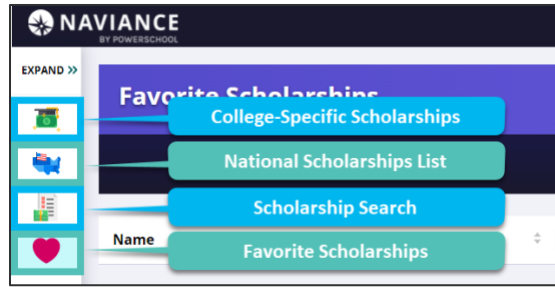 NAVIANCE
BY POWERSCHOOL
EXPAND >>
Favorite Scholarships
College-Specific Scholarships
National Scholarships List
Scholarship Search
Name
Favorite Scholarships